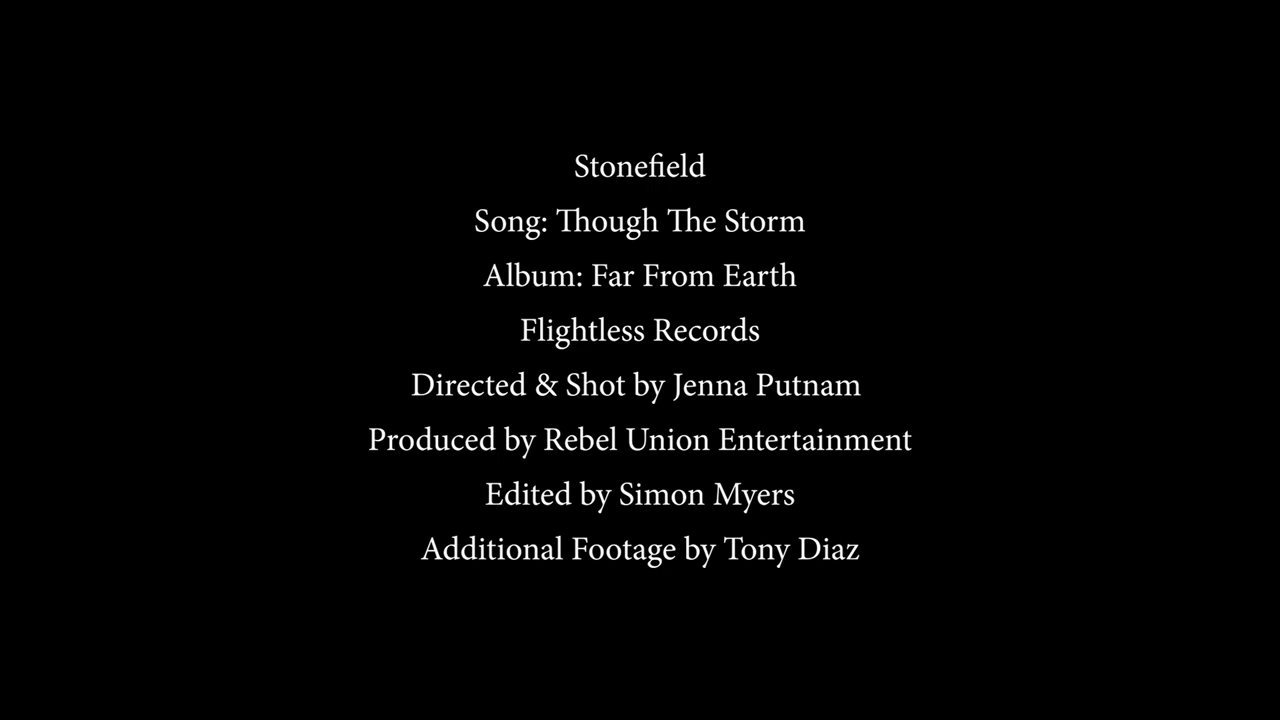 Stonefield
Song: Though The Storm
Album: Far From Earth
Flightless Records
Directed & Shot by Jenna Putnam
Produced by Rebel Union Entertainment
Edited by Simon Myers
Additional Footage by Tony Diaz